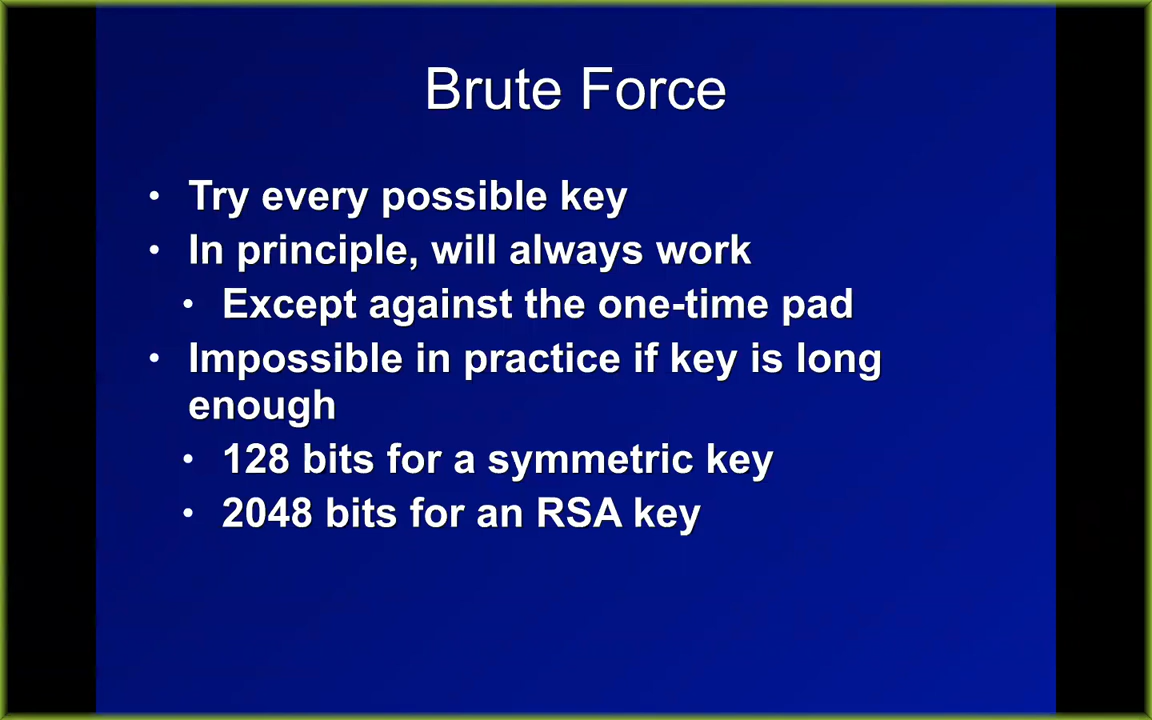 Brute Force
• Try every possible key
• In principle, will always work
• Except against the one-time pad
• Impossible in practice if key is long
enough
• 128 bits for a symmetric key
• 2048 bits for an RSA key